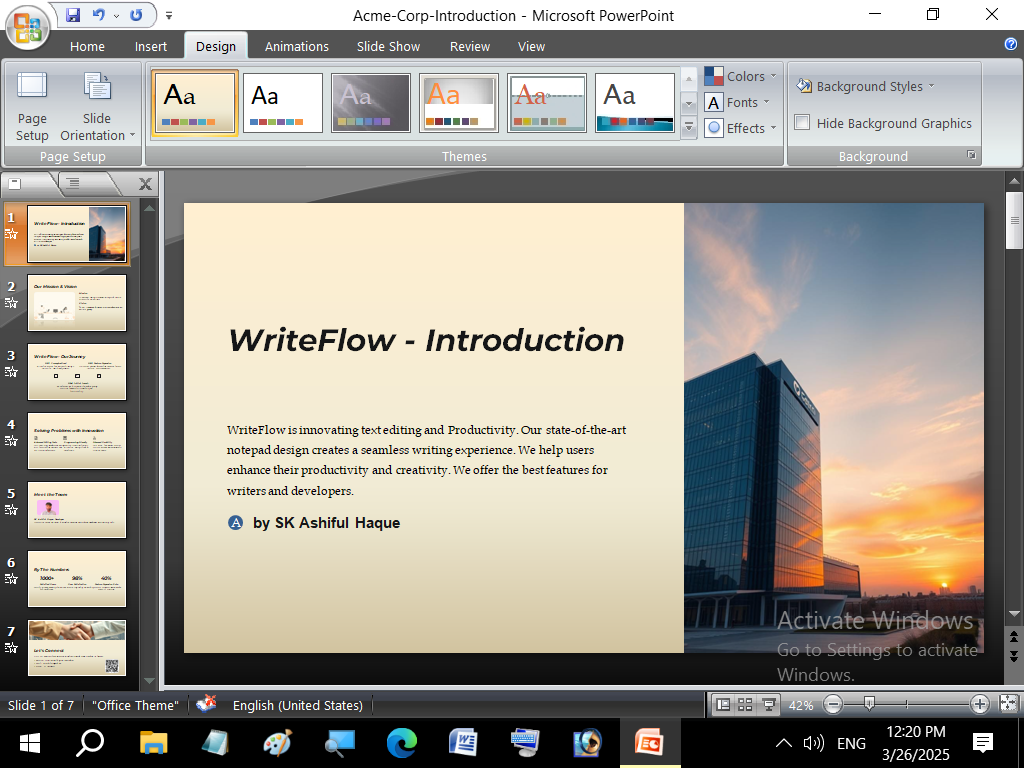 Acme-Corp-Introduction - Microsoft PowerPoint
Home Insert Design Animations Slide Show Review View
Page Setup
Slide Orientation
Page Setup
Aa Aa Aa Aa Aa Aa
Themes
Colors
Fonts
Effects
Background Styles
Hide Background Graphics
Background
1
WriteFlow - Introduction
2
Our Mission & Vision
3
WriteFlow - Our Journey
4
Solving Problems with Innovation
5
Meet the Team
6
By The Numbers
1000+ 98% 40%
7
Let's Connect
WriteFlow - Introduction
WriteFlow is innovating text editing and Productivity. Our state-of-the-art
notepad design creates a seamless writing experience. We help users
enhance their productivity and creativity. We offer the best features for
writers and developers.
A by SK Ashiful Haque
Activate Windows
Go to Settings to activate
Windows.
Slide 1 of 7 "Office Theme" English (United States) 42%
ENG
12:20 PM
3/26/2025